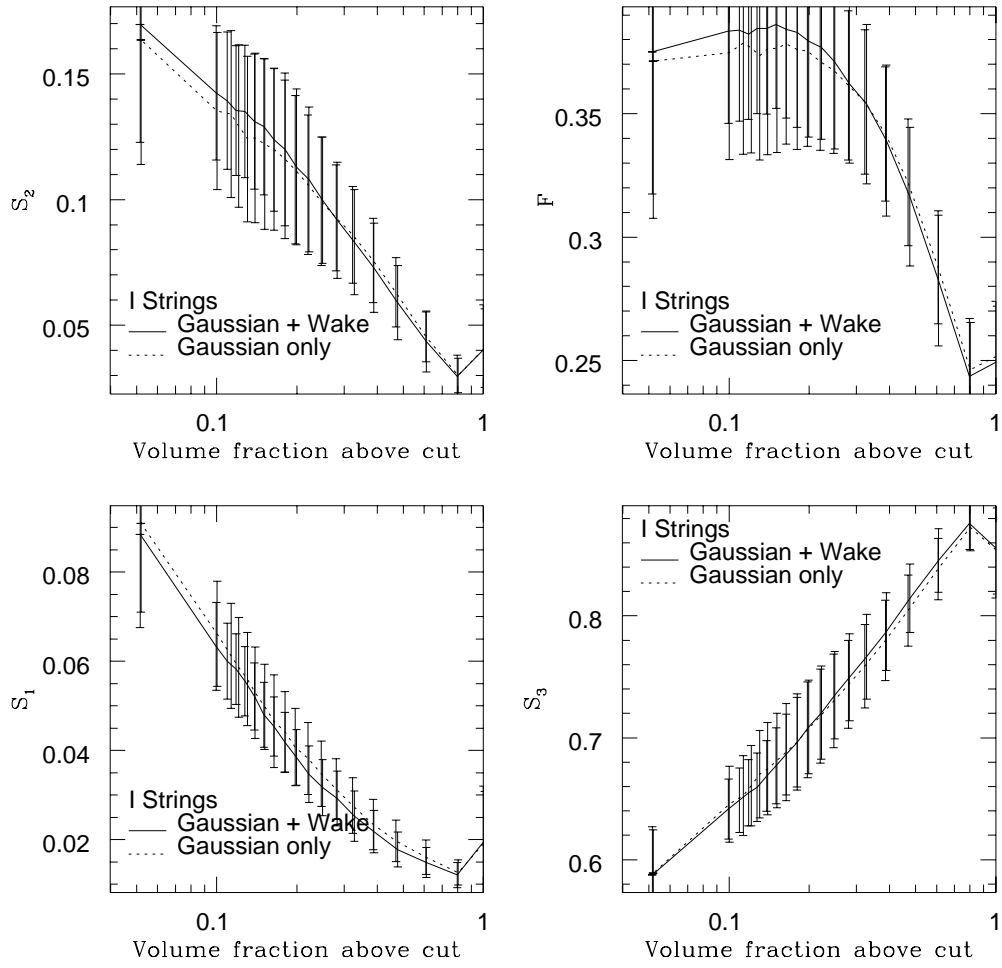 0.15
0.1
0.05
S2
I Strings
Gaussian + Wake
Gaussian only
0.1
1
Volume fraction above cut
0.35
0.3
0.25
F
I Strings
Gaussian + Wake
Gaussian only
0.1
1
Volume fraction above cut
0.08
0.06
0.04
0.02
S1
I Strings
Gaussian + Wake
Gaussian only
0.1
1
Volume fraction above cut
0.8
0.7
0.6
S3
I Strings
Gaussian + Wake
Gaussian only
0.1
1
Volume fraction above cut